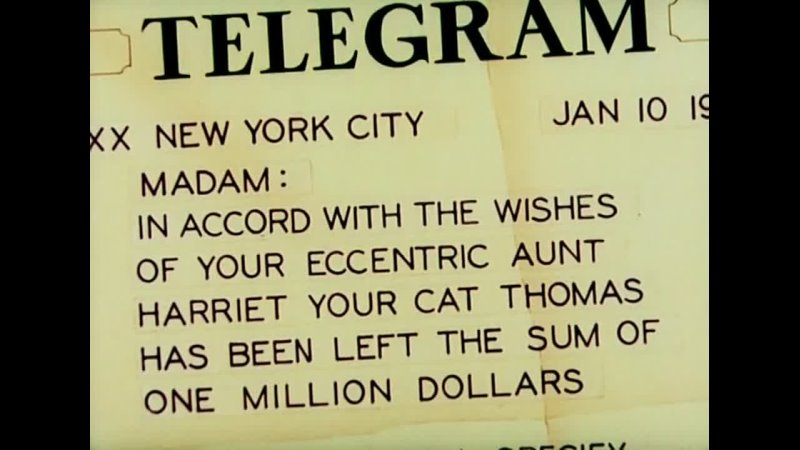 TELEGRAM
XX NEW YORK CITY JAN 10 19
MADAM:
IN ACCORD WITH THE WISHES
OF YOUR ECCENTRIC AUNT
HARRIET YOUR CAT THOMAS
HAS BEEN LEFT THE SUM OF
ONE MILLION DOLLARS
SPECIFY